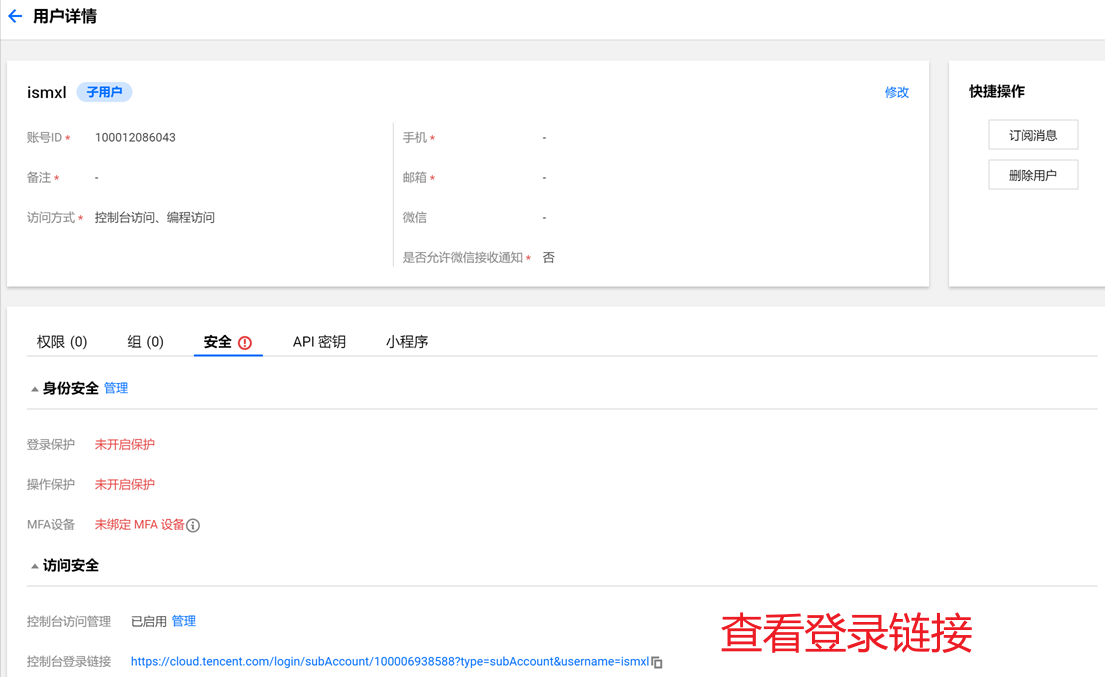 用户详情
ismxl 子用户 修改
账号ID * 100012086043
备注 * -
访问方式 * 控制台访问、编程访问
手机 * -
邮箱 * -
微信 -
是否允许微信接收通知 * 否
快捷操作
订阅消息
删除用户
权限 (0) 组 (0) 安全 API 密钥 小程序
身份安全 管理
登录保护 未开启保护
操作保护 未开启保护
MFA设备 未绑定 MFA 设备
访问安全
控制台访问管理 已启用 管理
控制台登录链接 https://cloud.tencent.com/login/subAccount/100006938588?type=subAccount&username=ismxl
查看登录链接